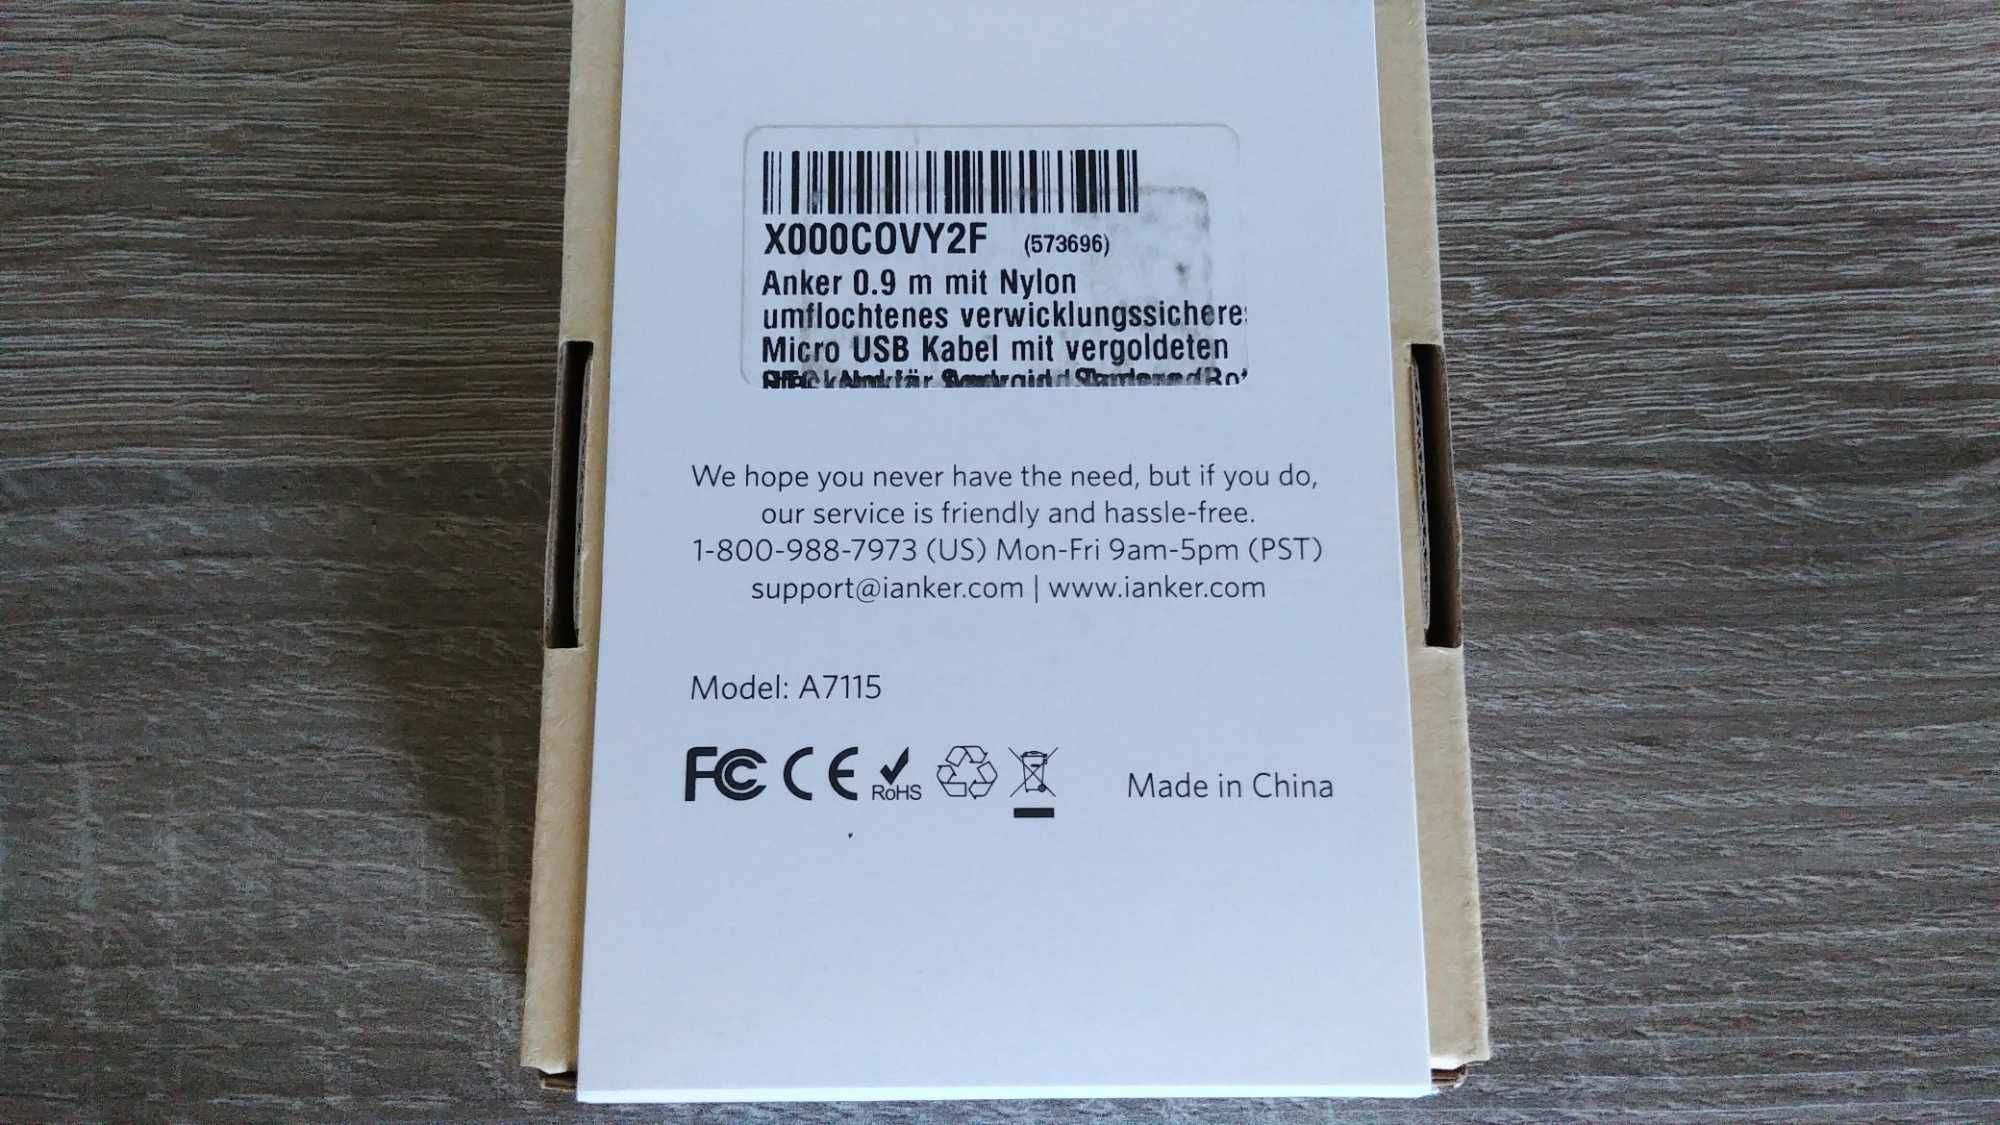 X000COVY2F (573696)
Anker 0.9 m mit Nylon
umflochtenes verwicklungssichere
Micro USB Kabel mit vergoldeten
We hope you never have the need, but if you do,
our service is friendly and hassle-free.
1-800-988-7973 (US) Mon-Fri 9am-5pm (PST)
support@ianker.com | www.ianker.com
Model: A7115
FC CE RoHS Made in China